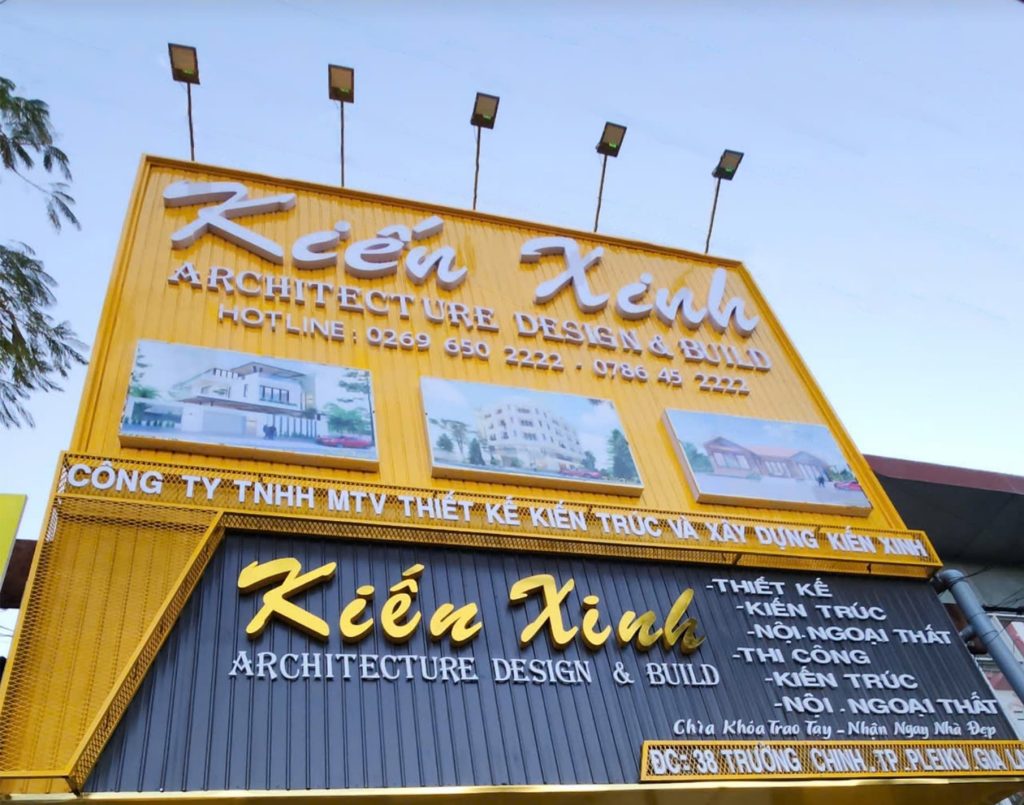 Kiến Xinh
ARCHITECTURE DESIGN & BUILD
HOTLINE : 0269 650 2222 - 0786 45 2222
CÔNG TY TNHH MTV THIẾT KẾ KIẾN TRÚC VÀ XÂY DỰNG KIẾN XINH
Kiến Xinh
ARCHITECTURE DESIGN & BUILD
-THIẾT KẾ
-KIẾN TRÚC
-NỘI.NGOẠI THẤT
-THI CÔNG
-KIẾN TRÚC
-NỘI.NGOẠI THẤT
Chìa Khóa Trao Tay - Nhận Ngay Nhà Đẹp
ĐC: 38 TRƯỜNG CHINH.TP.PLEIKU.GIA